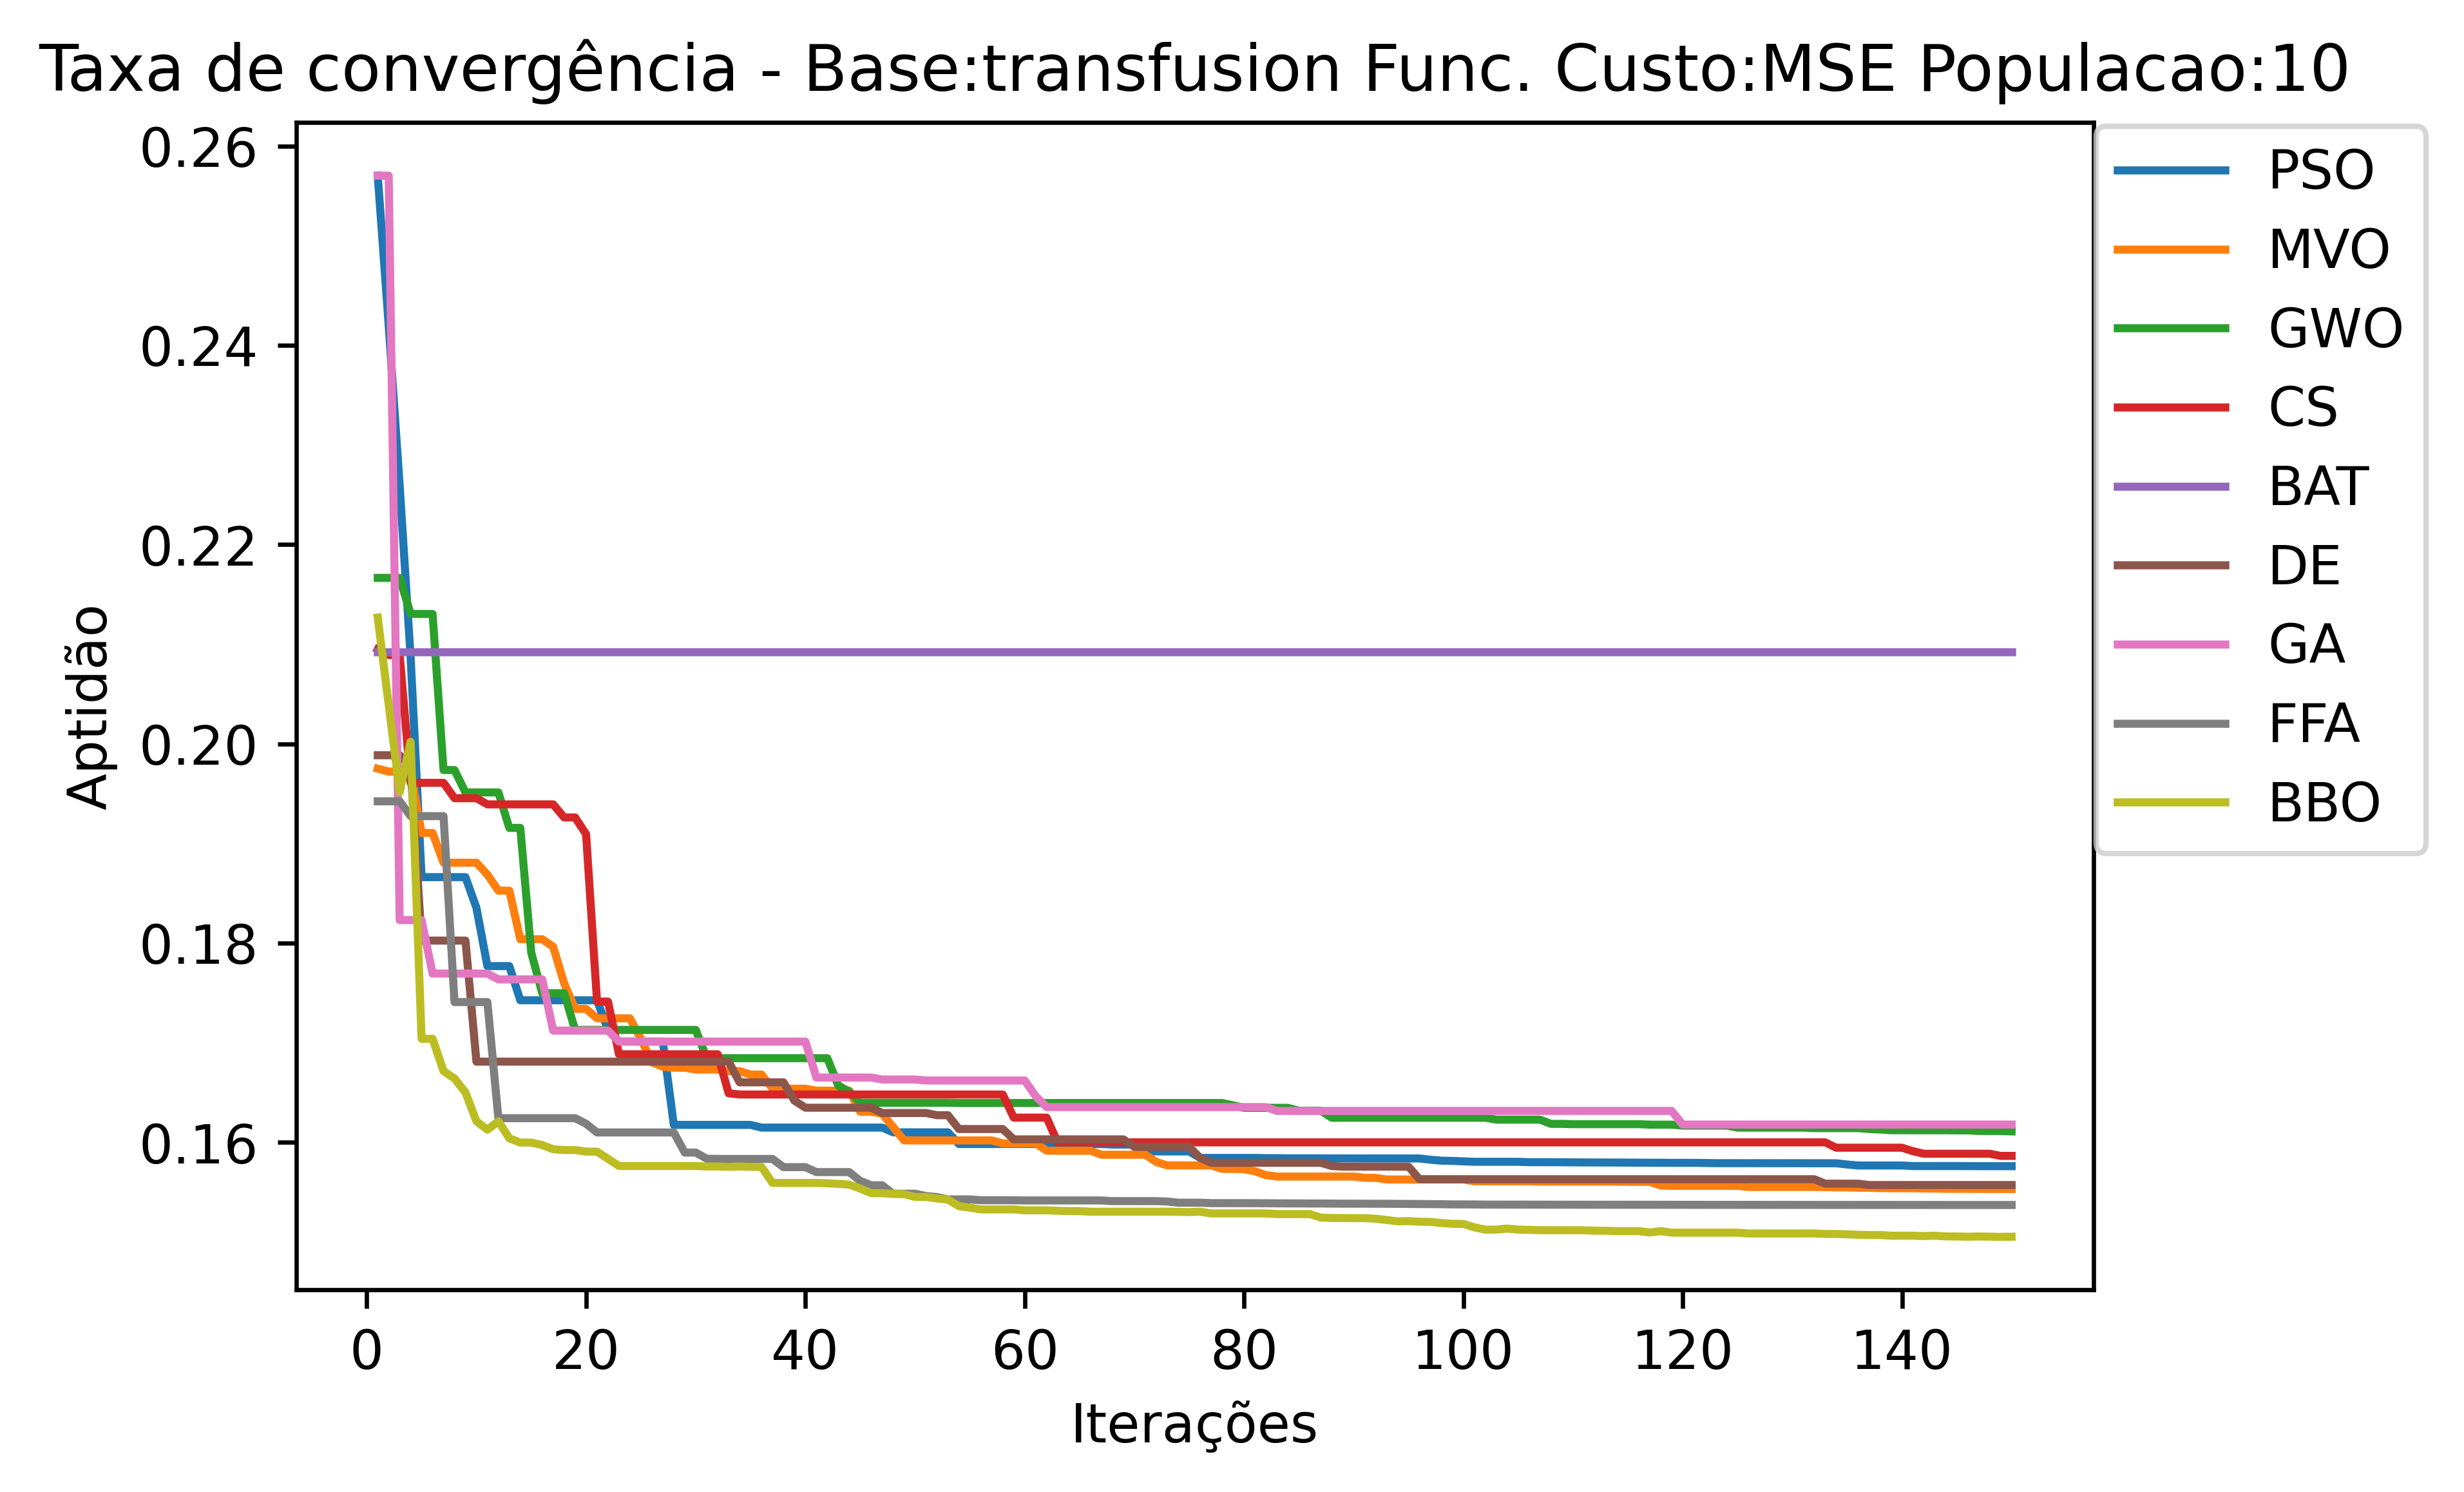 Taxa de convergência - Base:transfusion Func. Custo:MSE Populacao:10
0.26
0.24
0.22
0.20
0.18
0.16
Aptidão
0
20
40
60
80
100
120
140
Iterações
PSO
MVO
GWO
CS
BAT
DE
GA
FFA
BBO